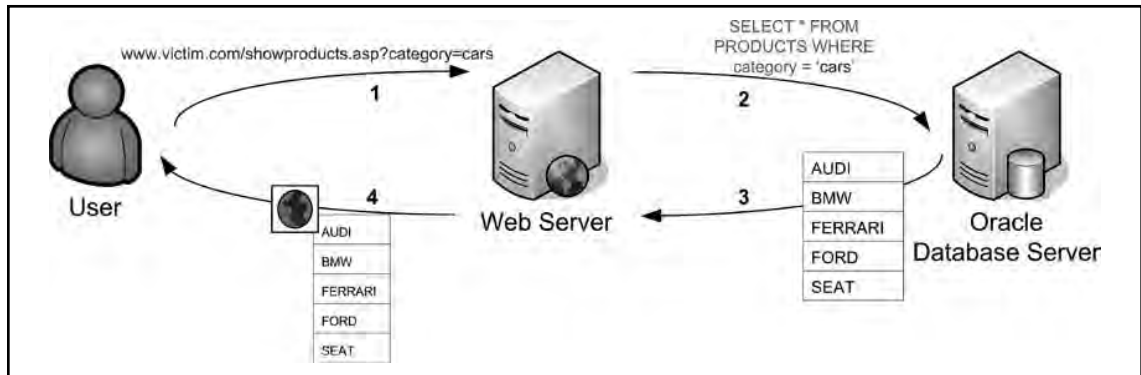 www.victim.com/showproducts.asp?category=cars
1
SELECT * FROM
PRODUCTS WHERE
category = ‘cars’
2
User
Web Server
Oracle
Database Server
3
AUDI
BMW
FERRARI
FORD
SEAT
4
AUDI
BMW
FERRARI
FORD
SEAT